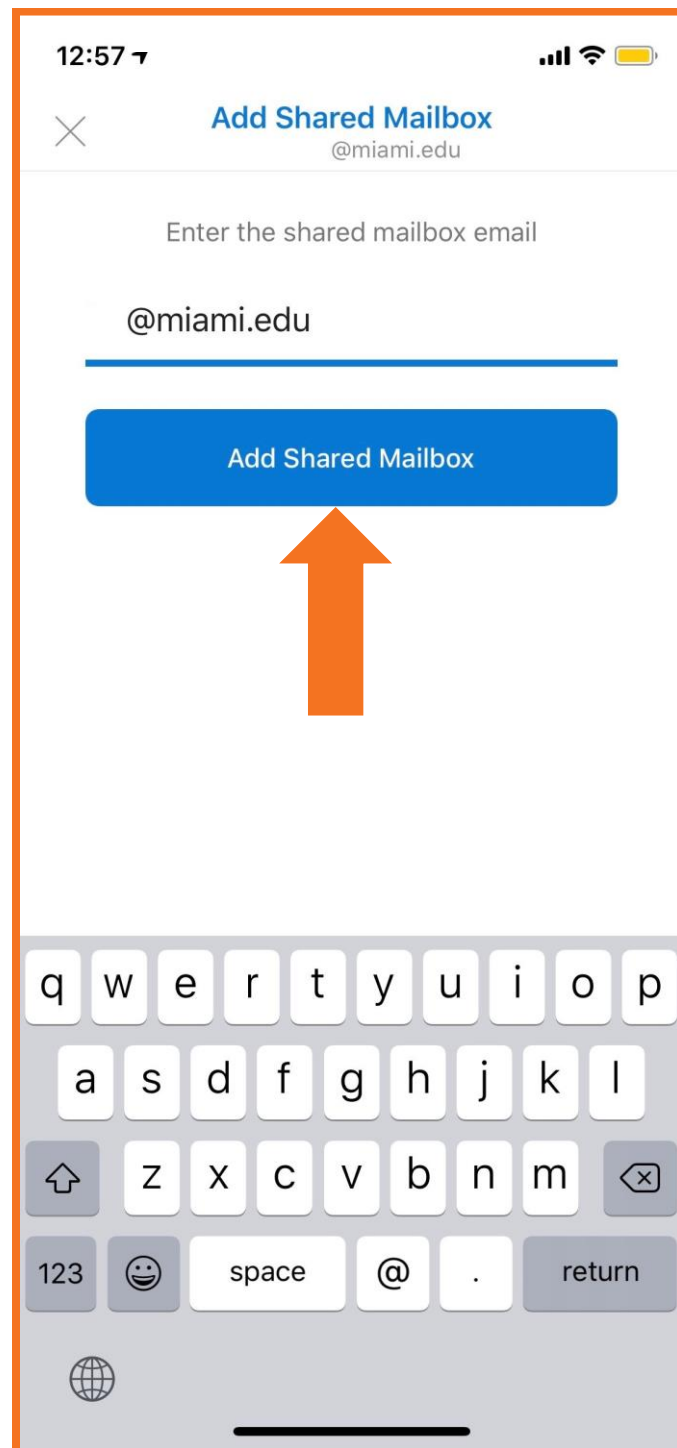 12:57
Add Shared Mailbox
@miami.edu
Enter the shared mailbox email
@miami.edu
Add Shared Mailbox
q w e r t y u i o p
a s d f g h j k l
z x c v b n m
123 space @ . return